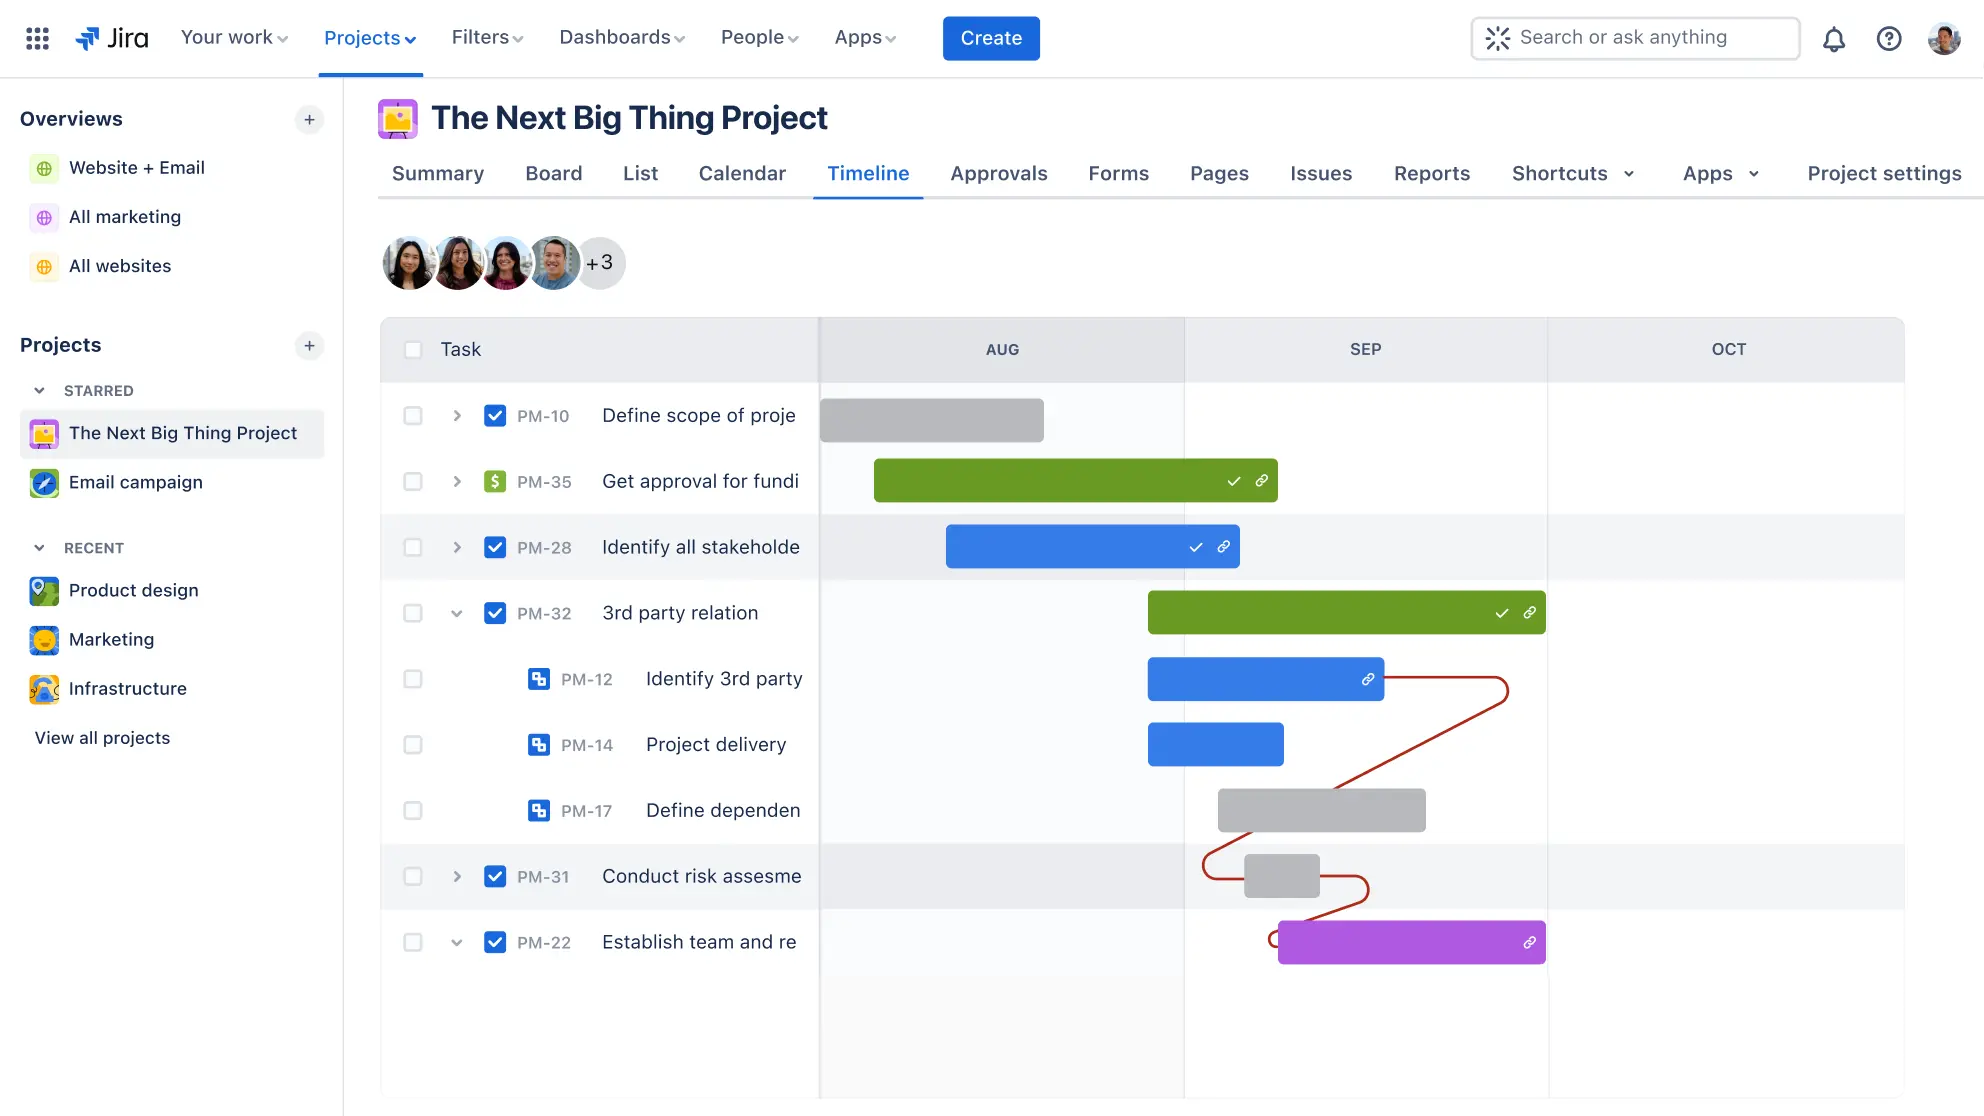 Jira Your work Projects Filters Dashboards People Apps Create Search or ask anything
Overviews +
Website + Email
All marketing
All websites
Projects +
STARRED
The Next Big Thing Project
Email campaign
RECENT
Product design
Marketing
Infrastructure
View all projects
The Next Big Thing Project
Summary Board List Calendar Timeline Approvals Forms Pages Issues Reports Shortcuts Apps Project settings
+3
Task AUG SEP OCT
PM-10 Define scope of proje
$ PM-35 Get approval for fundi
PM-28 Identify all stakeholde
PM-32 3rd party relation
PM-12 Identify 3rd party
PM-14 Project delivery
PM-17 Define dependen
PM-31 Conduct risk assesme
PM-22 Establish team and re